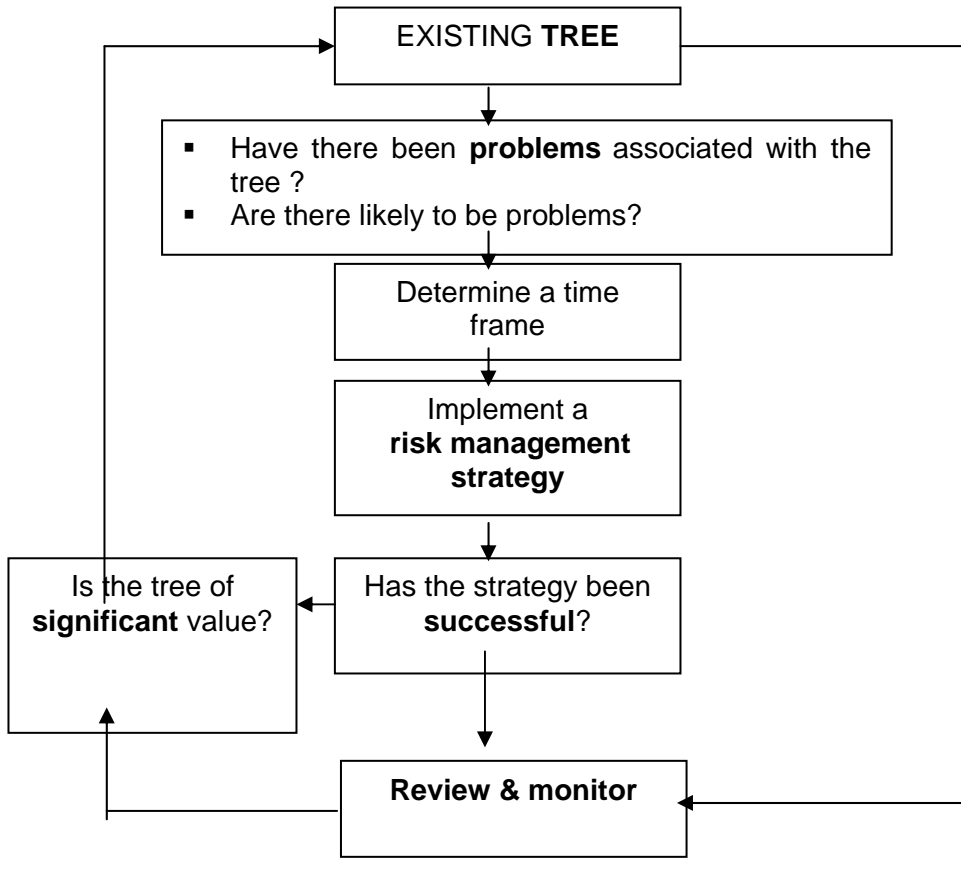 EXISTING TREE
▪ Have there been problems associated with the
tree ?
▪ Are there likely to be problems?
Determine a time
frame
Implement a
risk management
strategy
Is the tree of
significant value?
Has the strategy been
successful?
Review & monitor